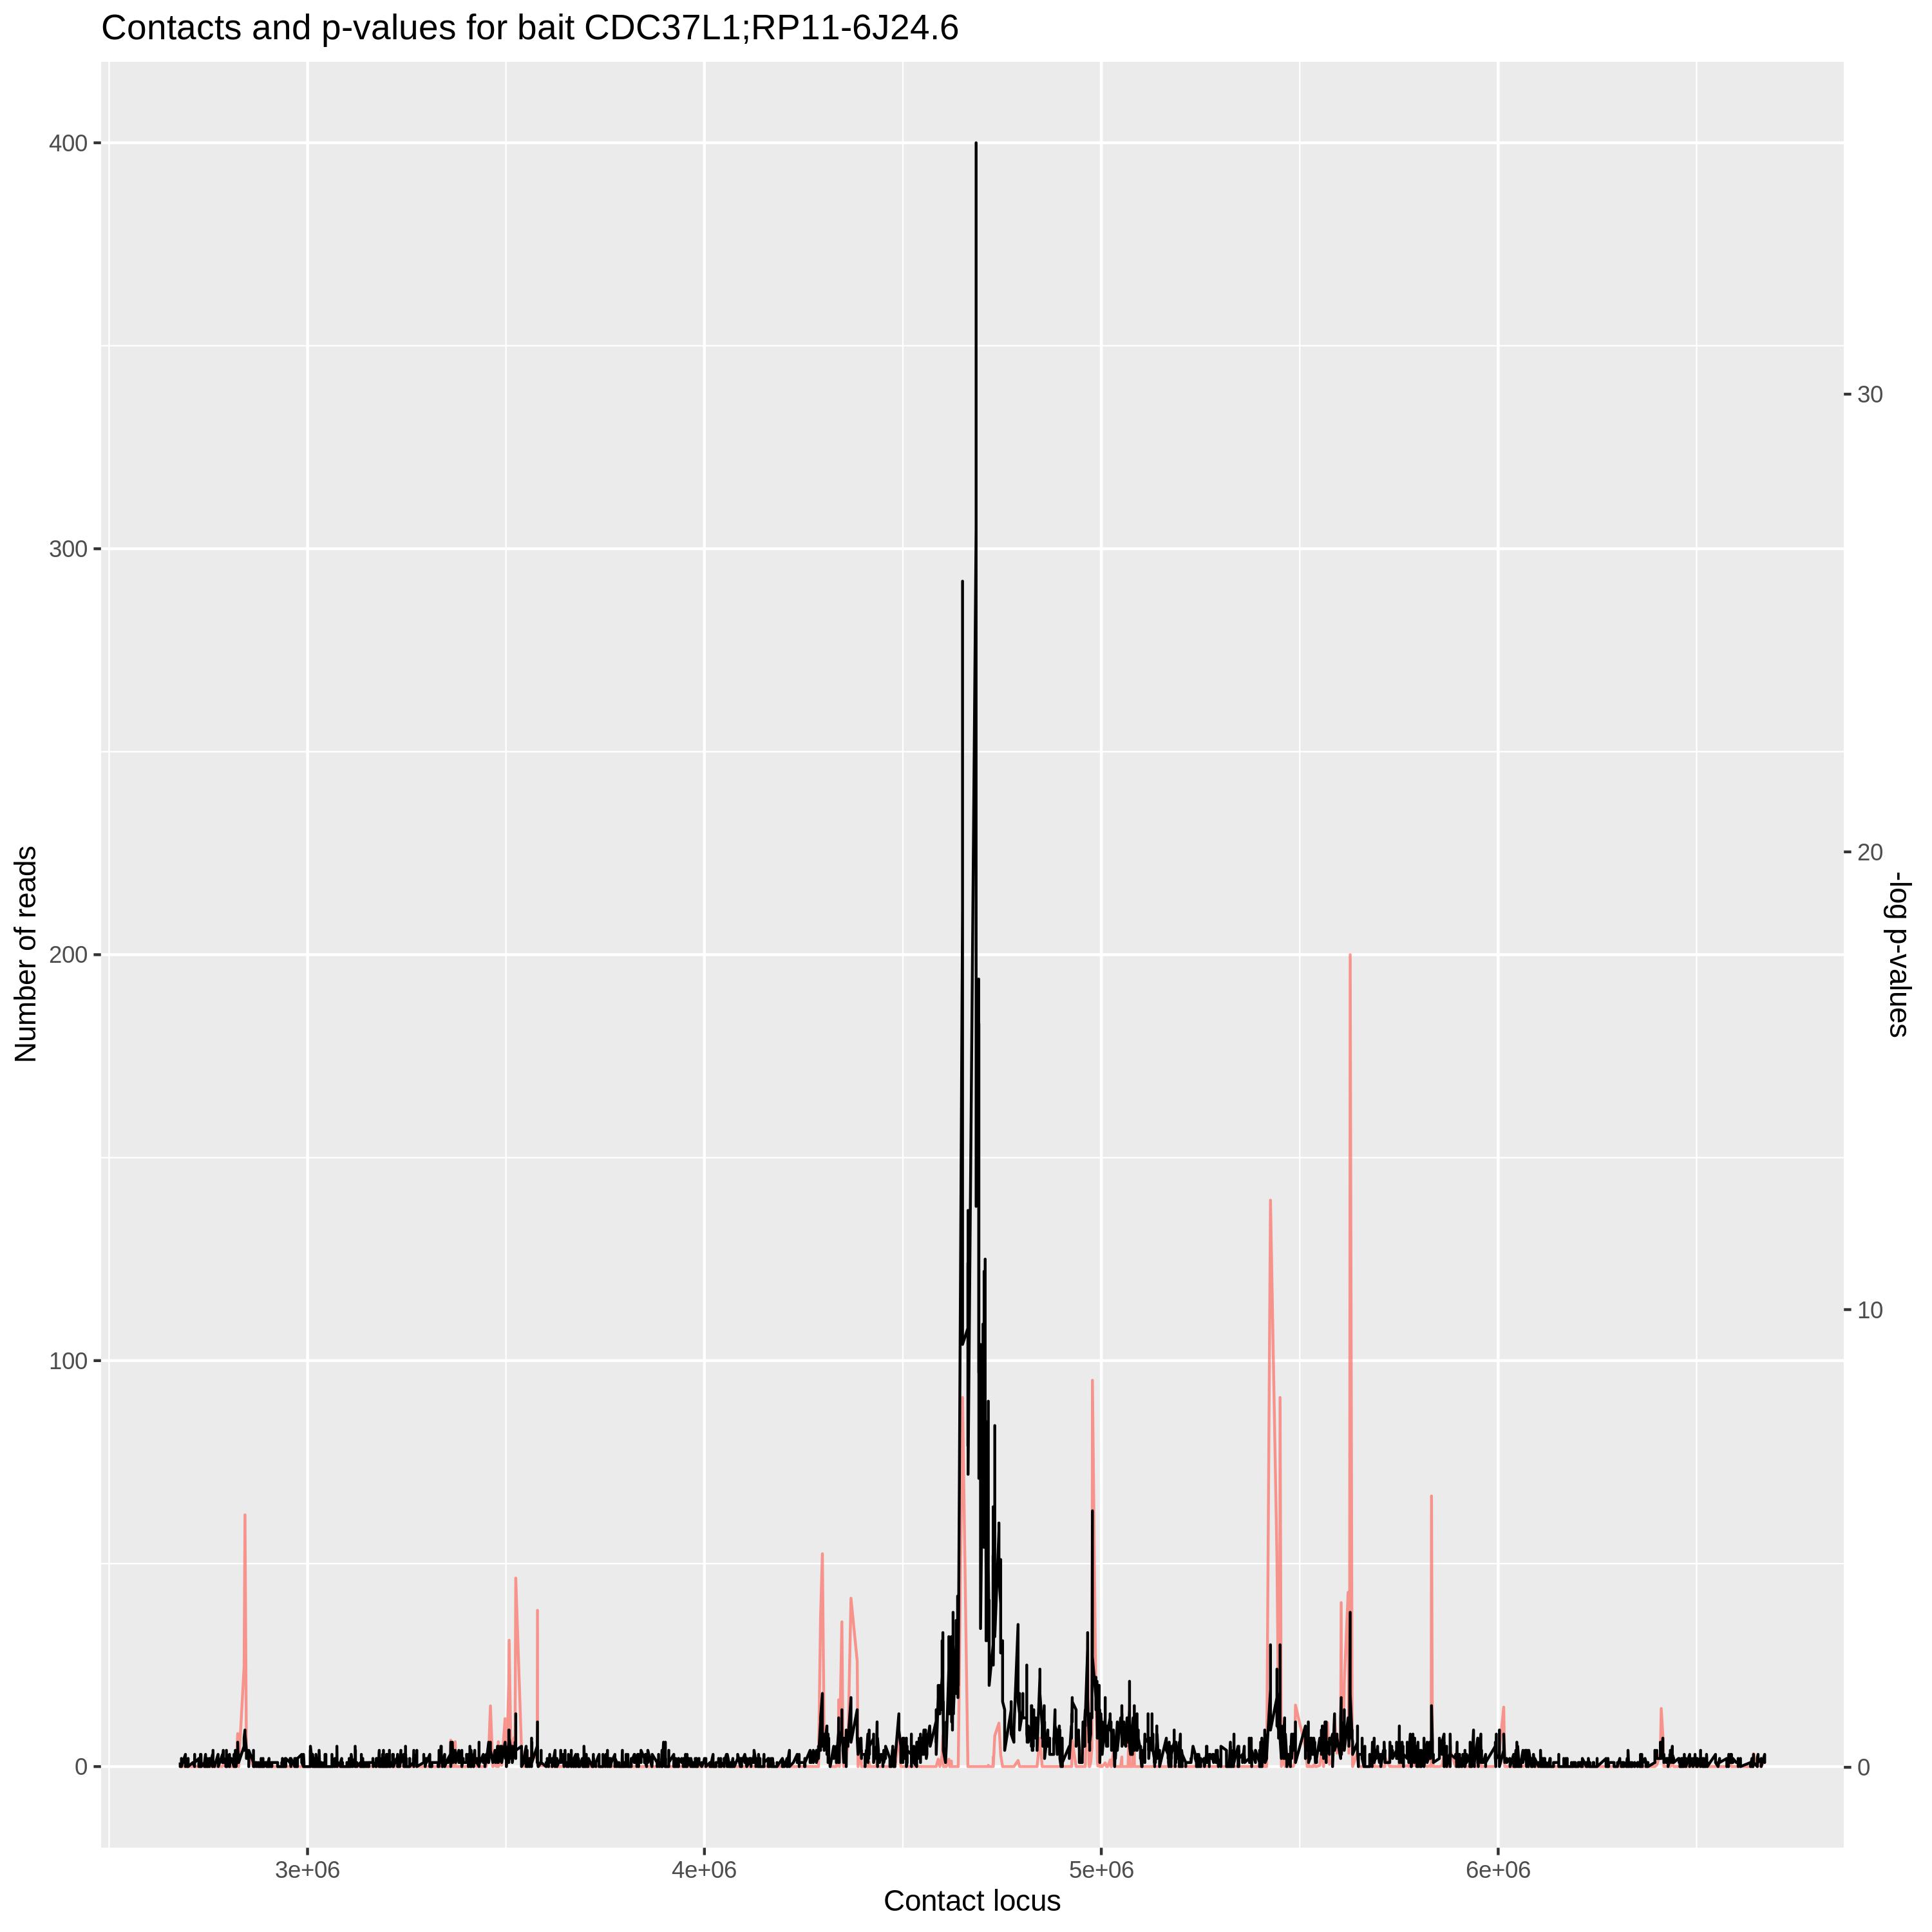 Contacts and p-values for bait CDC37L1;RP11-6J24.6
400
300
200
100
0
Number of reads
30
20
10
0
-log p-values
3e+06
4e+06
5e+06
6e+06
Contact locus